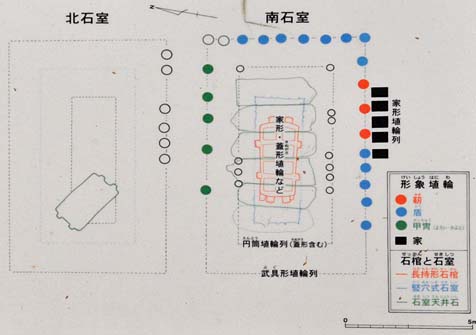 北石室
南石室
家形埴輪列
家形・蓋形埴輪など
円筒埴輪列(蓋形含む)
武具形埴輪列
形象埴輪
靭
盾
甲冑
家
石棺と石室
長持形石棺
竪穴式石室
石室天井石
0
5m